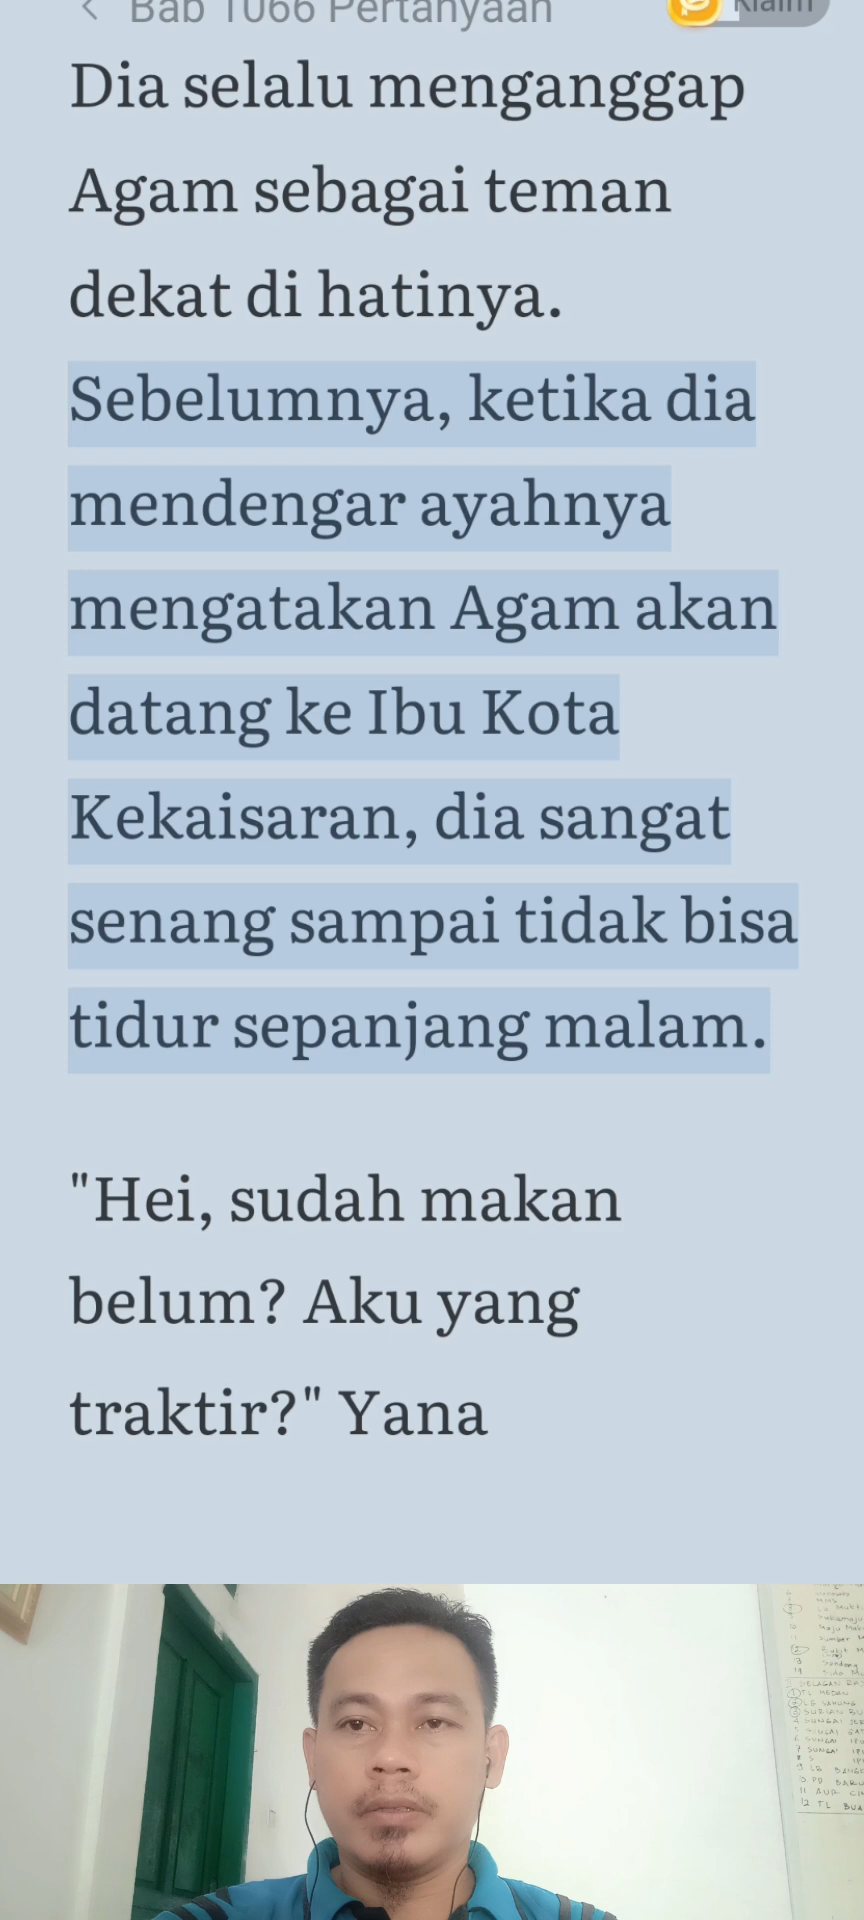 Bab 1066 Pertanyaan
Klaim
Dia selalu menganggap
Agam sebagai teman
dekat di hatinya.
Sebelumnya, ketika dia
mendengar ayahnya
mengatakan Agam akan
datang ke Ibu Kota
Kekaisaran, dia sangat
senang sampai tidak bisa
tidur sepanjang malam.
"Hei, sudah makan
belum? Aku yang
traktir?" Yana